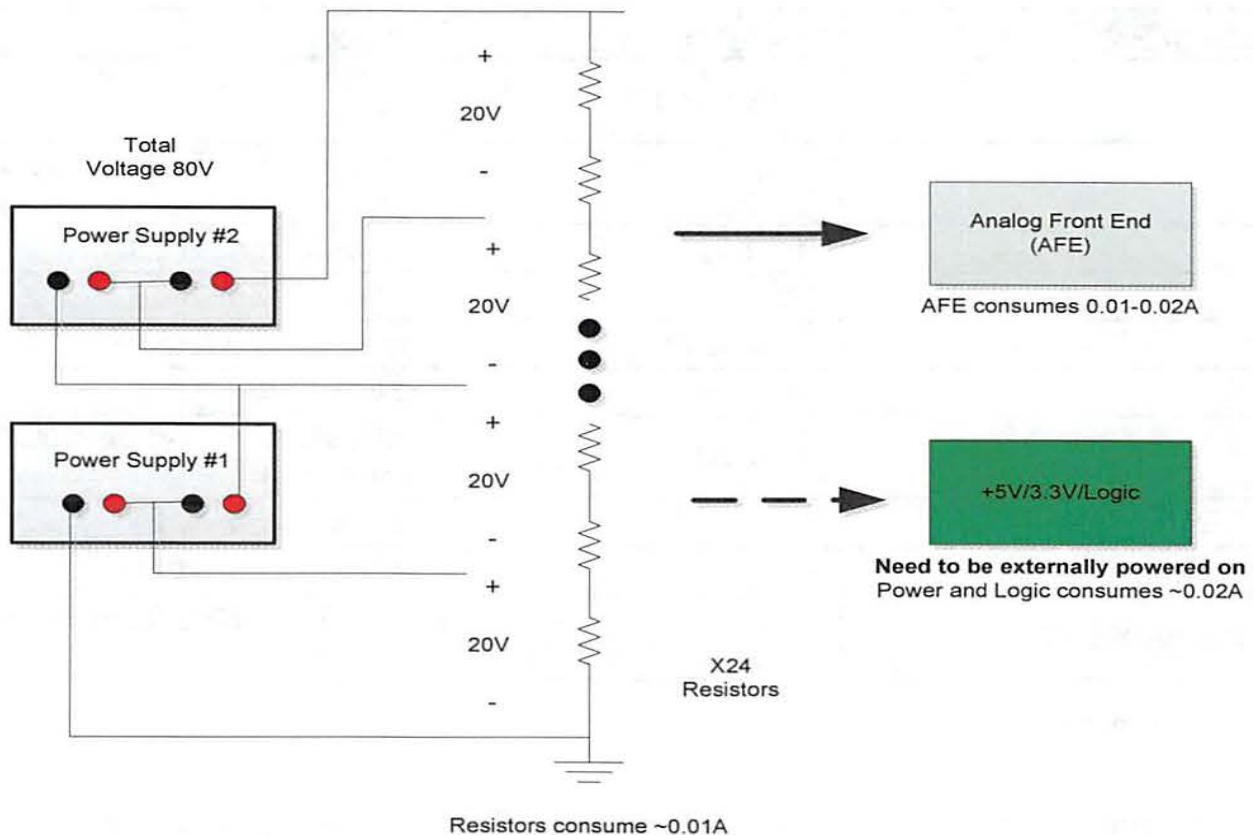 Total
Voltage 80V
Power Supply #2
+
20V
-
+
20V
-
Analog Front End
(AFE)
AFE consumes 0.01-0.02A
Power Supply #1
+
20V
-
+
20V
-
+5V/3.3V/Logic
Need to be externally powered on
Power and Logic consumes ~0.02A
X24
Resistors
Resistors consume ~0.01A